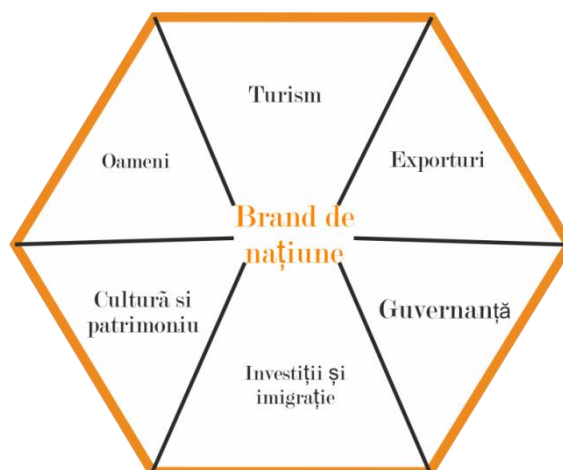 Turism
Oameni
Exporturi
Brand de
națiune
Cultură si
patrimoniu
Guvernanță
Investiții și
imigrație